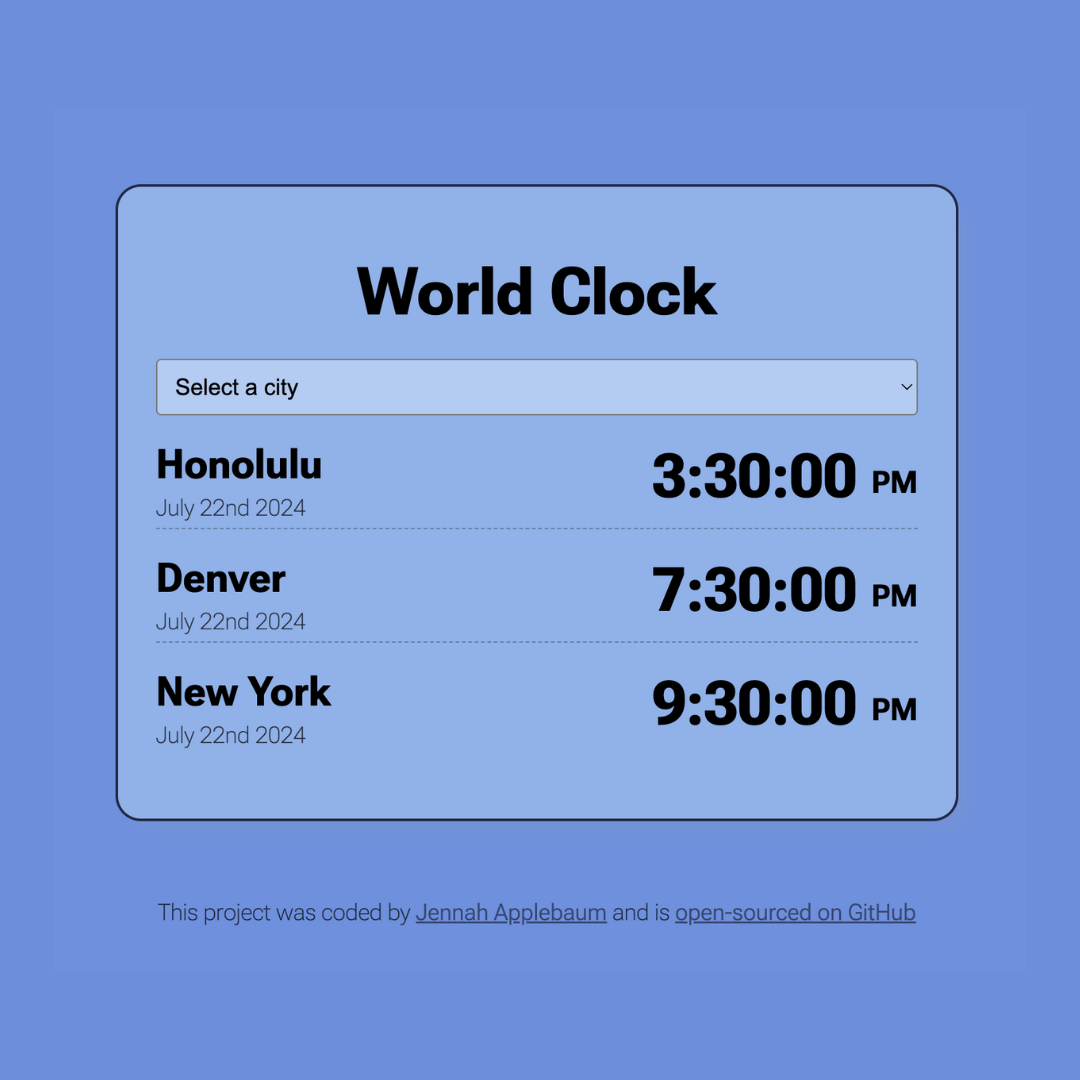 World Clock
Select a city
Honolulu
3:30:00 PM
July 22nd 2024
Denver
7:30:00 PM
July 22nd 2024
New York
9:30:00 PM
July 22nd 2024
This project was coded by Jennah Applebaum and is open-sourced on GitHub